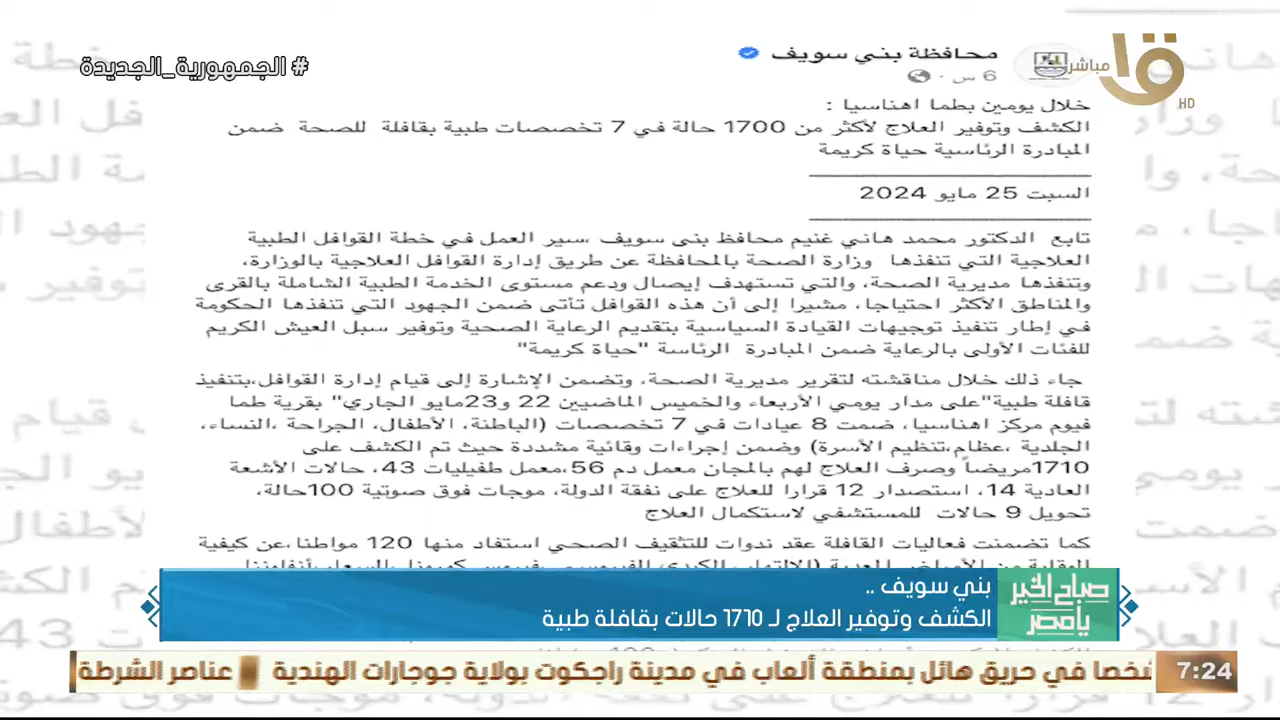 # الجمهورية_الجديدة
مباشر
HD
محافظة بني سويف
6 س ·
خلال يومين بطما اهناسيا :
الكشف وتوفير العلاج لأكثر من 1700 حالة في 7 تخصصات طبية بقافلة للصحة ضمن
المبادرة الرئاسية حياة كريمة
السبت 25 مايو 2024
تابع الدكتور محمد هاني غنيم محافظ بنى سويف ،سير العمل في خطة القوافل الطبية
العلاجية التي تنفذها وزارة الصحة بالمحافظة عن طريق إدارة القوافل العلاجية بالوزارة،
وتنفذها مديرية الصحة، والتي تستهدف إيصال ودعم مستوى الخدمة الطبية الشاملة بالقرى
والمناطق الأكثر احتياجا، مشيرا إلى أن هذه القوافل تأتى ضمن الجهود التي تنفذها الحكومة
في إطار تنفيذ توجيهات القيادة السياسية بتقديم الرعاية الصحية وتوفير سبل العيش الكريم
للفئات الأولى بالرعاية ضمن المبادرة الرئاسة "حياة كريمة"
جاء ذلك خلال مناقشته لتقرير مديرية الصحة، وتضمن الإشارة إلى قيام إدارة القوافل،بتنفيذ
قافلة طبية"على مدار يومي الأربعاء والخميس الماضيين 22 و23مايو الجاري" بقرية طما
فيوم مركز اهناسيا، ضمت 8 عيادات في 7 تخصصات (الباطنة، الأطفال، الجراحة ،النساء،
الجلدية ،عظام،تنظيم الأسرة) وضمن إجراءات وقائية مشددة حيث تم الكشف على
1710مريضاً وصرف العلاج لهم بالمجان معمل دم 56،معمل طفيليات 43، حالات الأشعة
العادية 14، استصدار 12 قرارا للعلاج على نفقة الدولة، موجات فوق صوتية 100حالة،
تحويل 9 حالات للمستشفي لاستكمال العلاج
كما تضمنت فعاليات القافلة عقد ندوات للتثقيف الصحي استفاد منها 120 مواطنا،عن كيفية
صباح الخير يا مصر
بني سويف ..
الكشف وتوفير العلاج لـ 1710 حالات بقافلة طبية
7:24
شخصا في حريق هائل بمنطقة ألعاب في مدينة راجكوت بولاية جوجارات الهندية
عناصر الشرطة